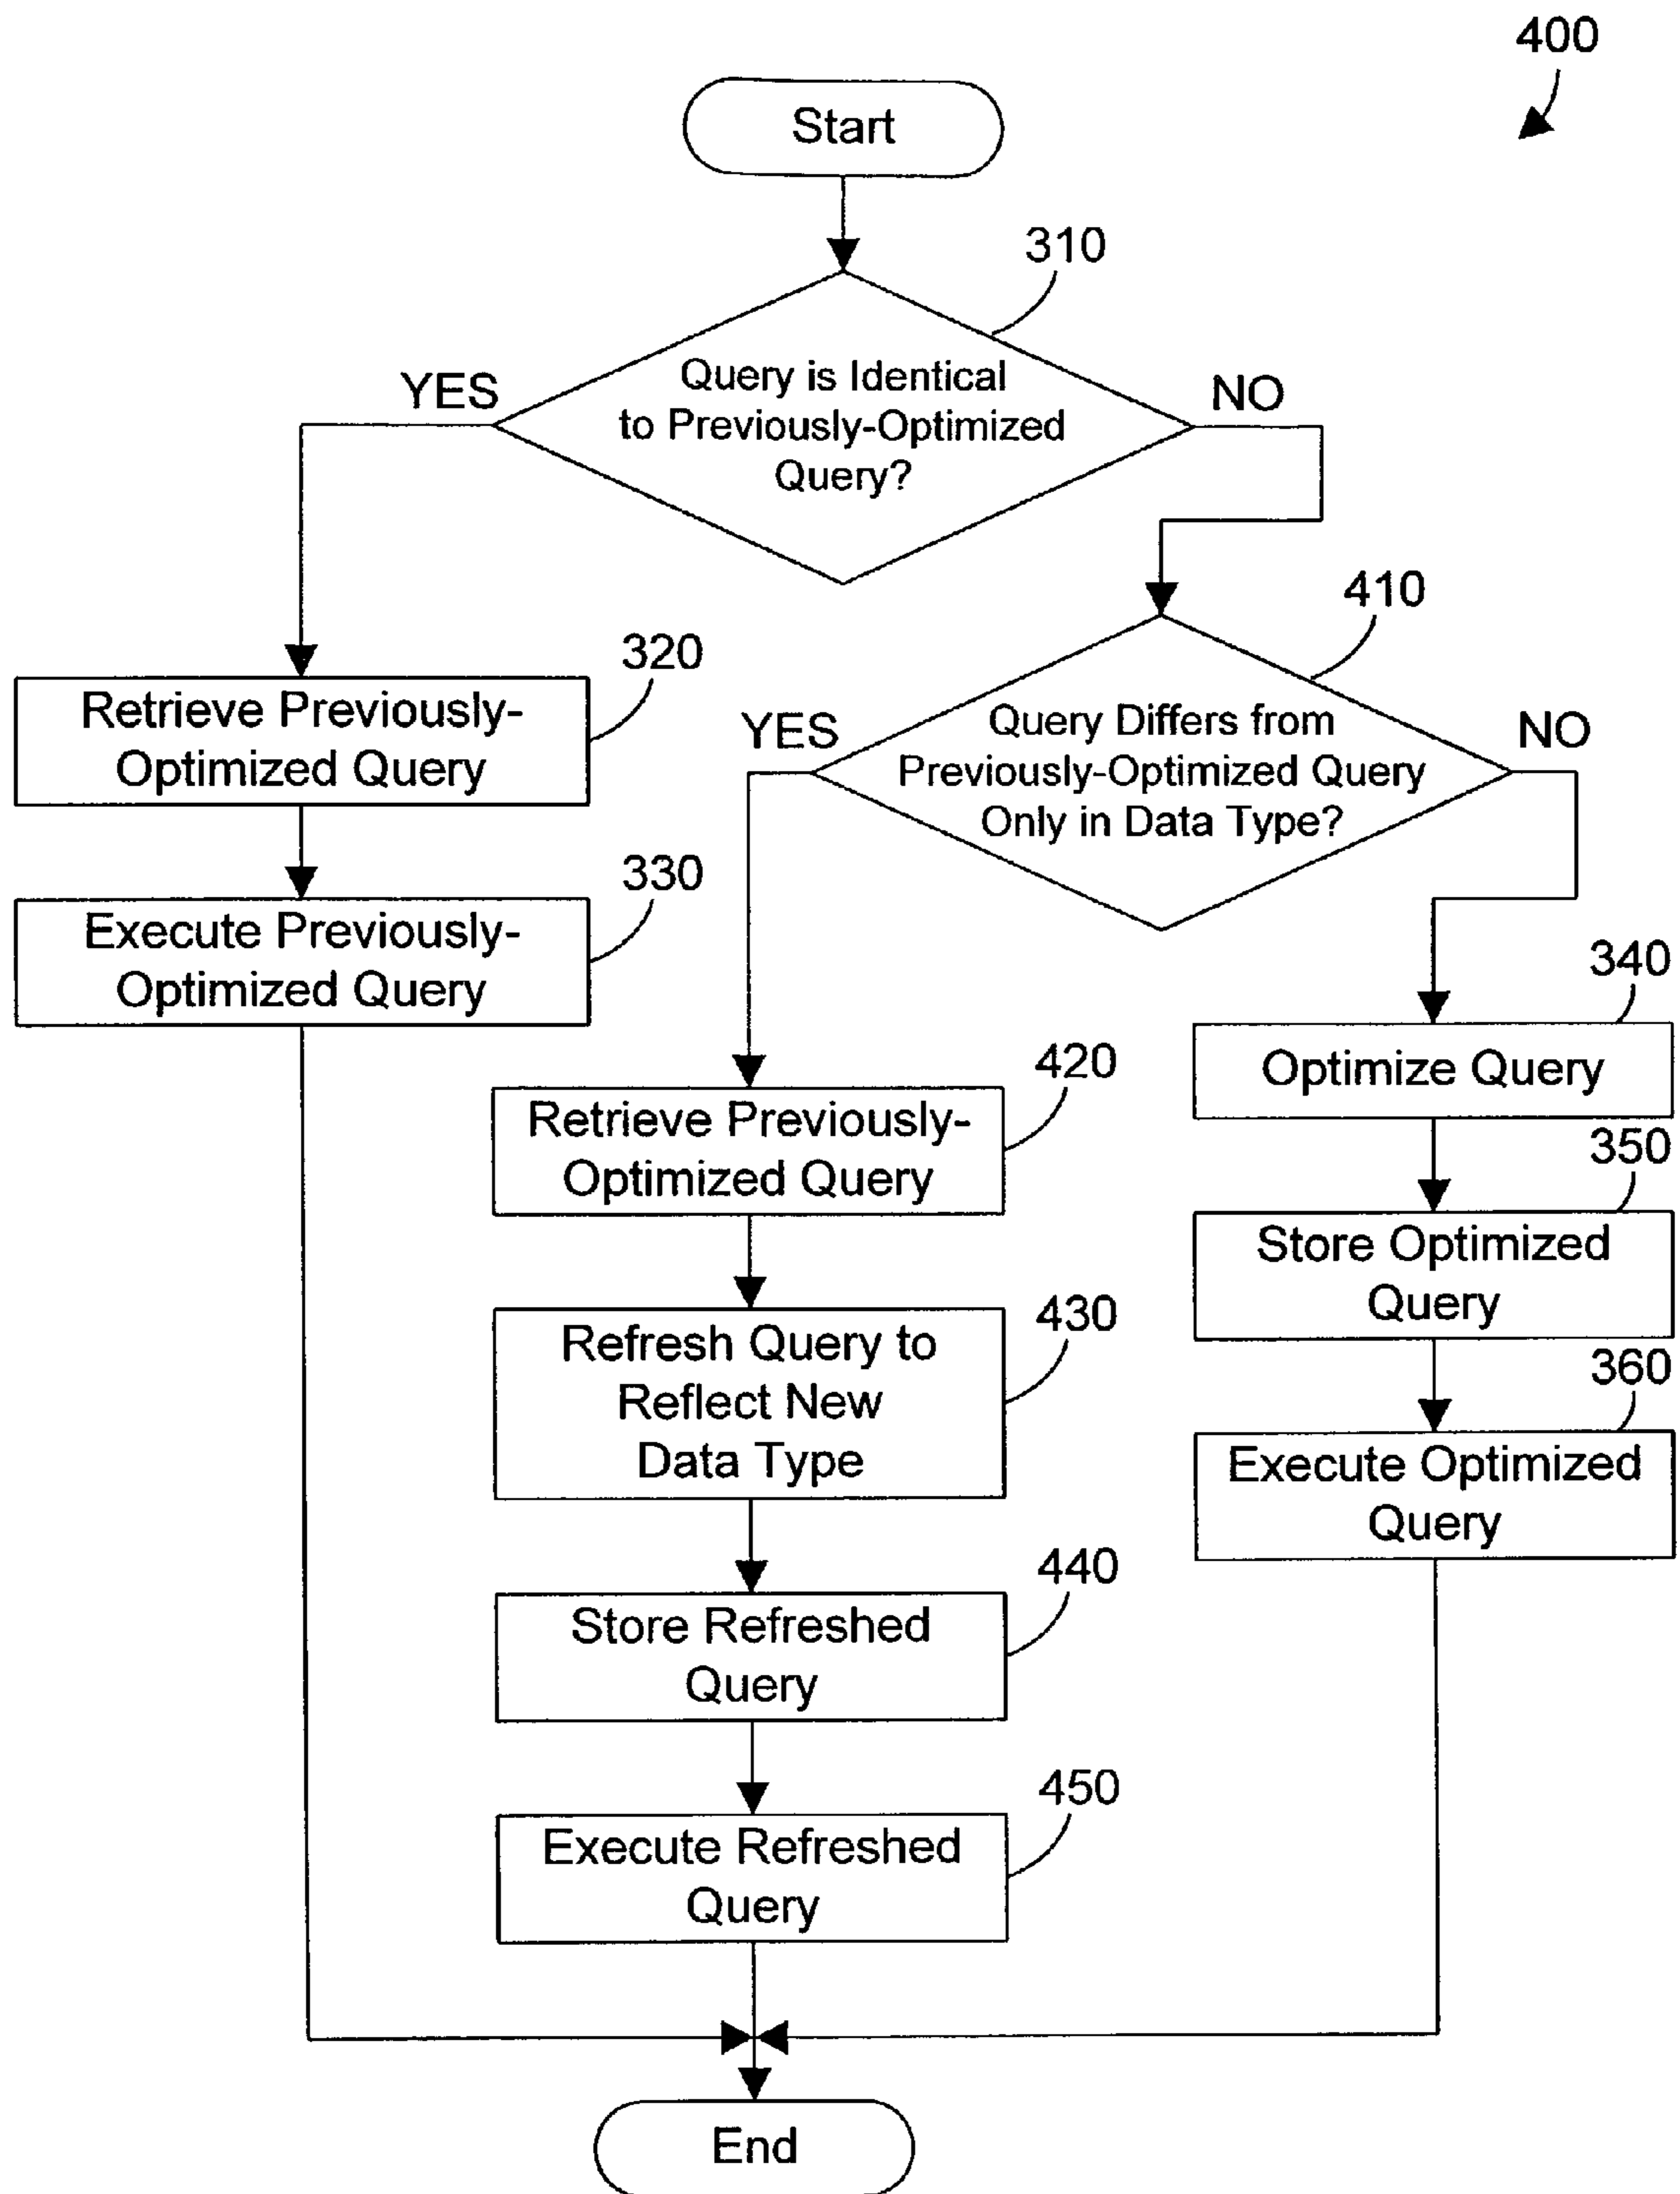 400
Start
310
Query is Identical
to Previously-Optimized
Query?
YES
NO
410
Query Differs from
Previously-Optimized Query
Only in Data Type?
YES
NO
320
Retrieve Previously-
Optimized Query
330
Execute Previously-
Optimized Query
420
Retrieve Previously-
Optimized Query
430
Refresh Query to
Reflect New
Data Type
440
Store Refreshed
Query
450
Execute Refreshed
Query
340
Optimize Query
350
Store Optimized
Query
360
Execute Optimized
Query
End